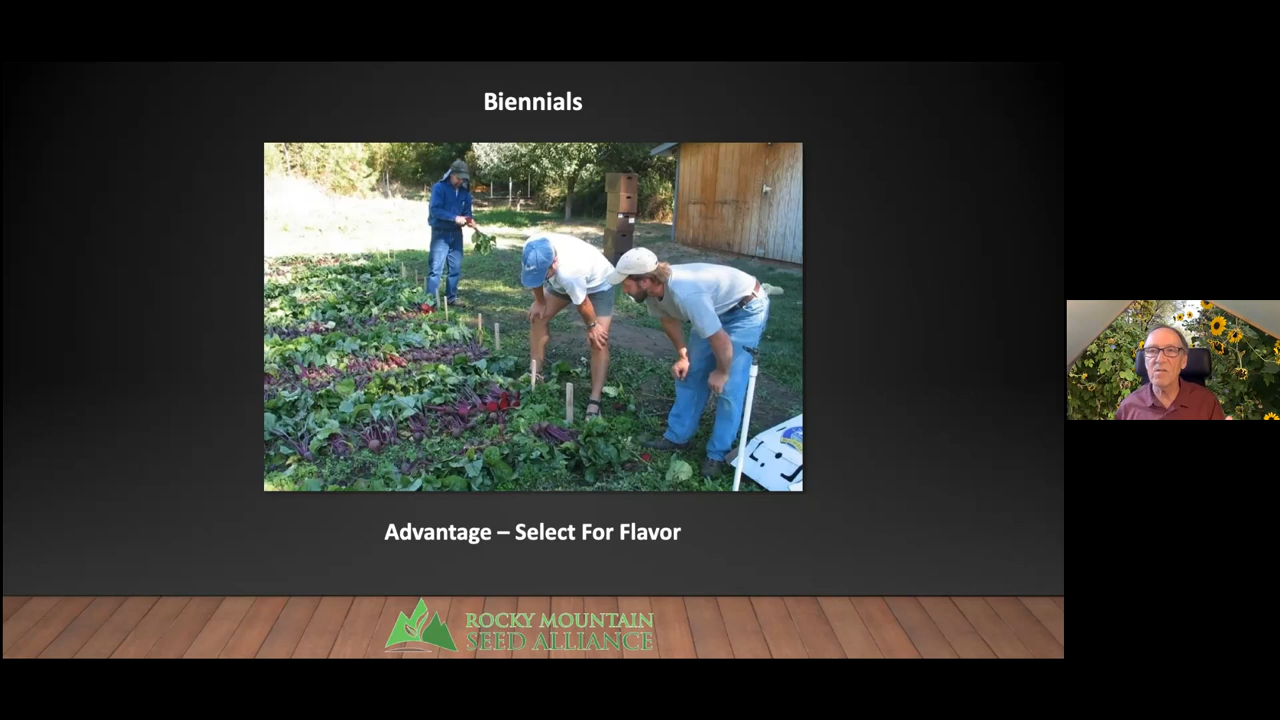 Biennials
Advantage – Select For Flavor
ROCKY MOUNTAIN
SEED ALLIANCE